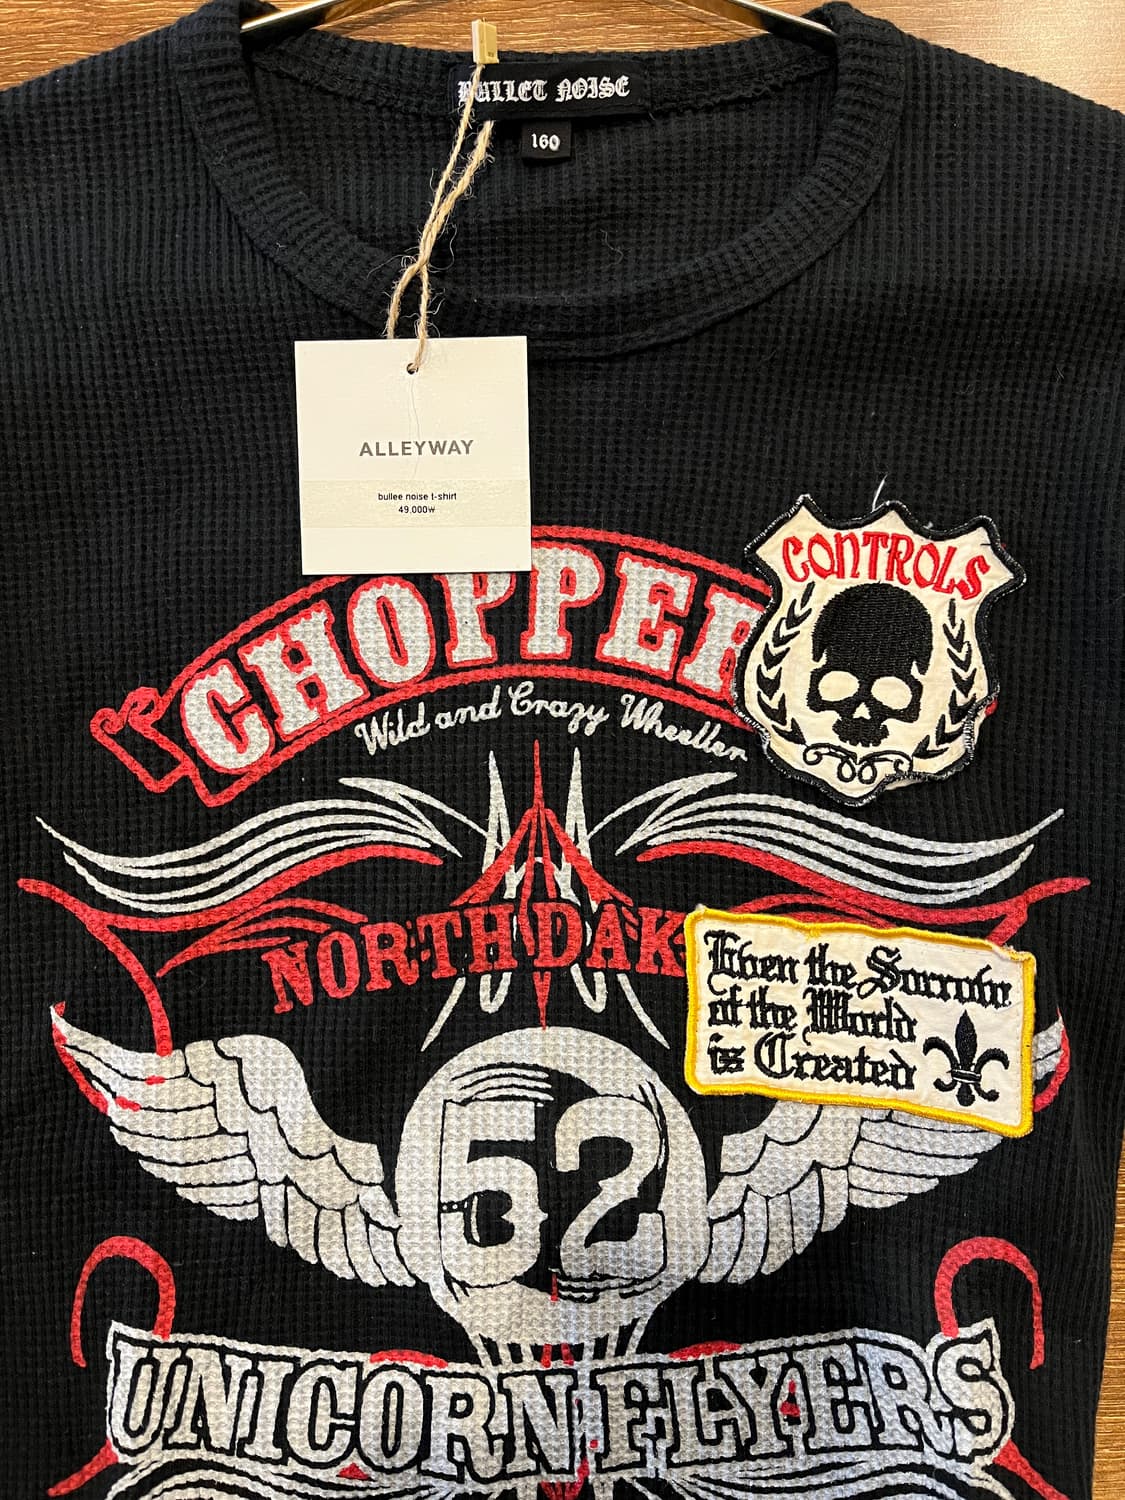 BULLET NOISE
160
ALLEYWAY
bullee noise t-shirt
49,000₩
CHOPPER
Wild and Crazy Wheeller
CONTROLS
NORTH DAK
Even the Sorrow
of the World
is Created
52
UNICORN FLYERS